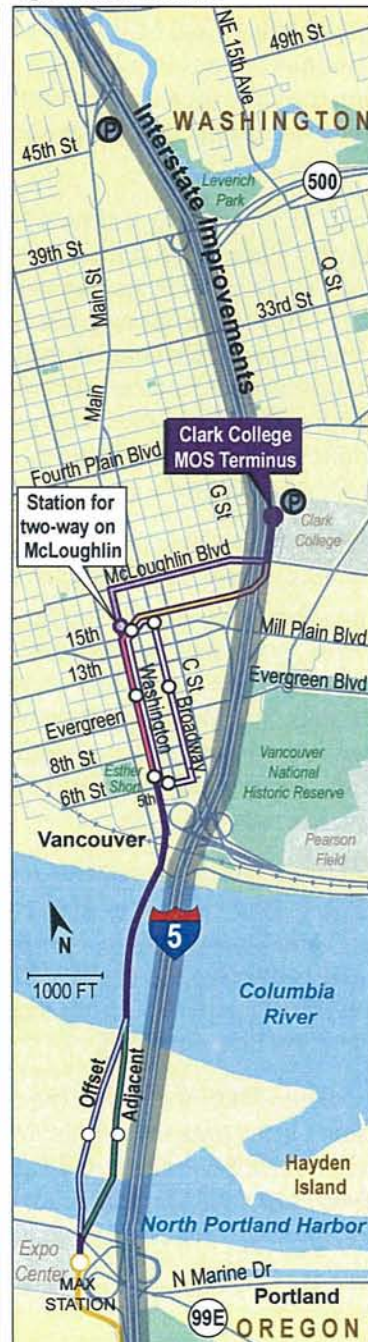 49th St
NE 15th Ave
WASHINGTON
P
45th St
Interstate Improvements
Leverich
Park
500
39th St
Main St
33rd St
Q St
Main
Clark College
MOS Terminus
Fourth Plain Blvd
P
Station for
two-way on
McLoughlin
G St
Clark
College
McLoughlin Blvd
15th
Mill Plain Blvd
13th
C St
Washington
Broadway
Evergreen Blvd
Evergreen
8th St
Esther
Short
6th St
5th
Vancouver
National
Historic Reserve
Vancouver
Pearson
Field
N
5
1000 FT
Columbia
River
Offset
Adjacent
Hayden
Island
North Portland Harbor
Expo
Center
MAX
STATION
N Marine Dr
Portland
99E
OREGON